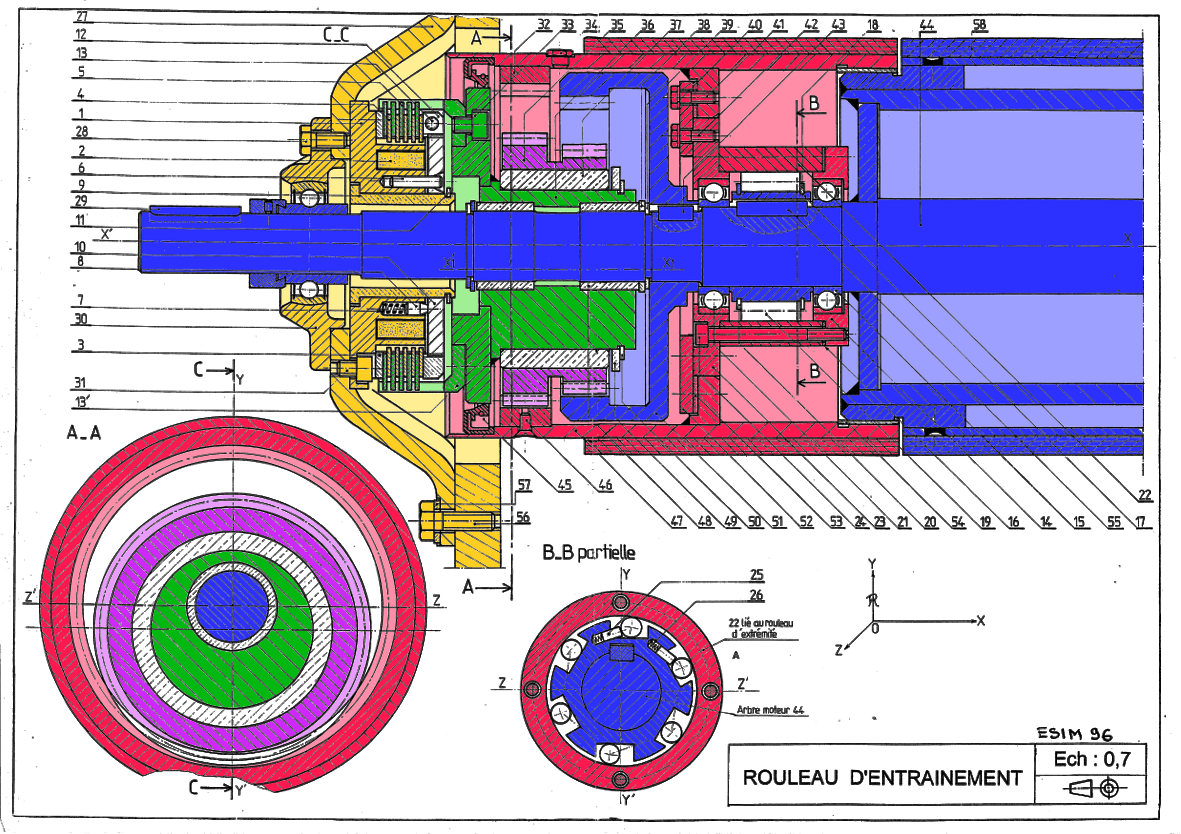 27
12
13
5
4
1
28
2
6
9
29
11
10
8
7
30
3
31
13'
C_C
A
32 33 34 35 36 37 38 39 40 41 42 43 18 44 58
B
X'
X1
X1
X
B
C
Y
A_A
45 46
57
56
A
47 48 49 50 51 52 53 24 23 21 20 54 19 16 14 15 55 17
22
B_B partielle
Y
25
26
22 lié au rouleau
d'extrémité
A
Z'
Z
Z
Z'
Arbre moteur 44
Y'
C
Y'
Y
R
O
X
Z
ESIM 96
ROULEAU D'ENTRAINEMENT
Ech : 0,7